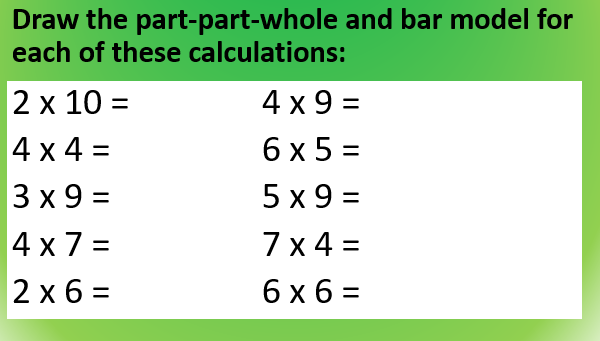 Draw the part-part-whole and bar model for
each of these calculations:
2 x 10 =
4 x 4 =
3 x 9 =
4 x 7 =
2 x 6 =
4 x 9 =
6 x 5 =
5 x 9 =
7 x 4 =
6 x 6 =